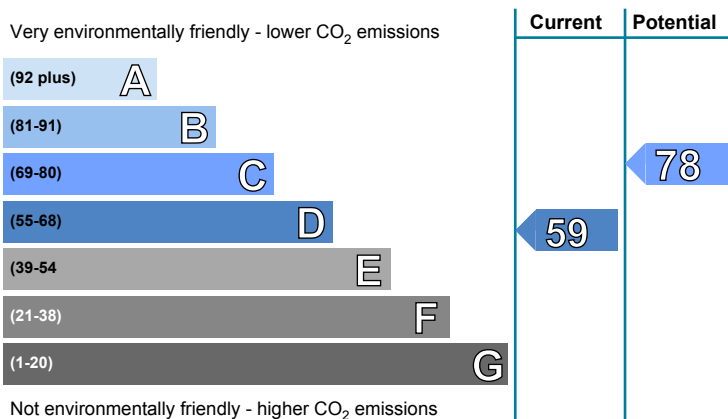 Current Potential
Very environmentally friendly - lower CO2 emissions
(92 plus) A
(81-91) B
(69-80) C 78
(55-68) D 59
(39-54 E
(21-38) F
(1-20) G
Not environmentally friendly - higher CO2 emissions